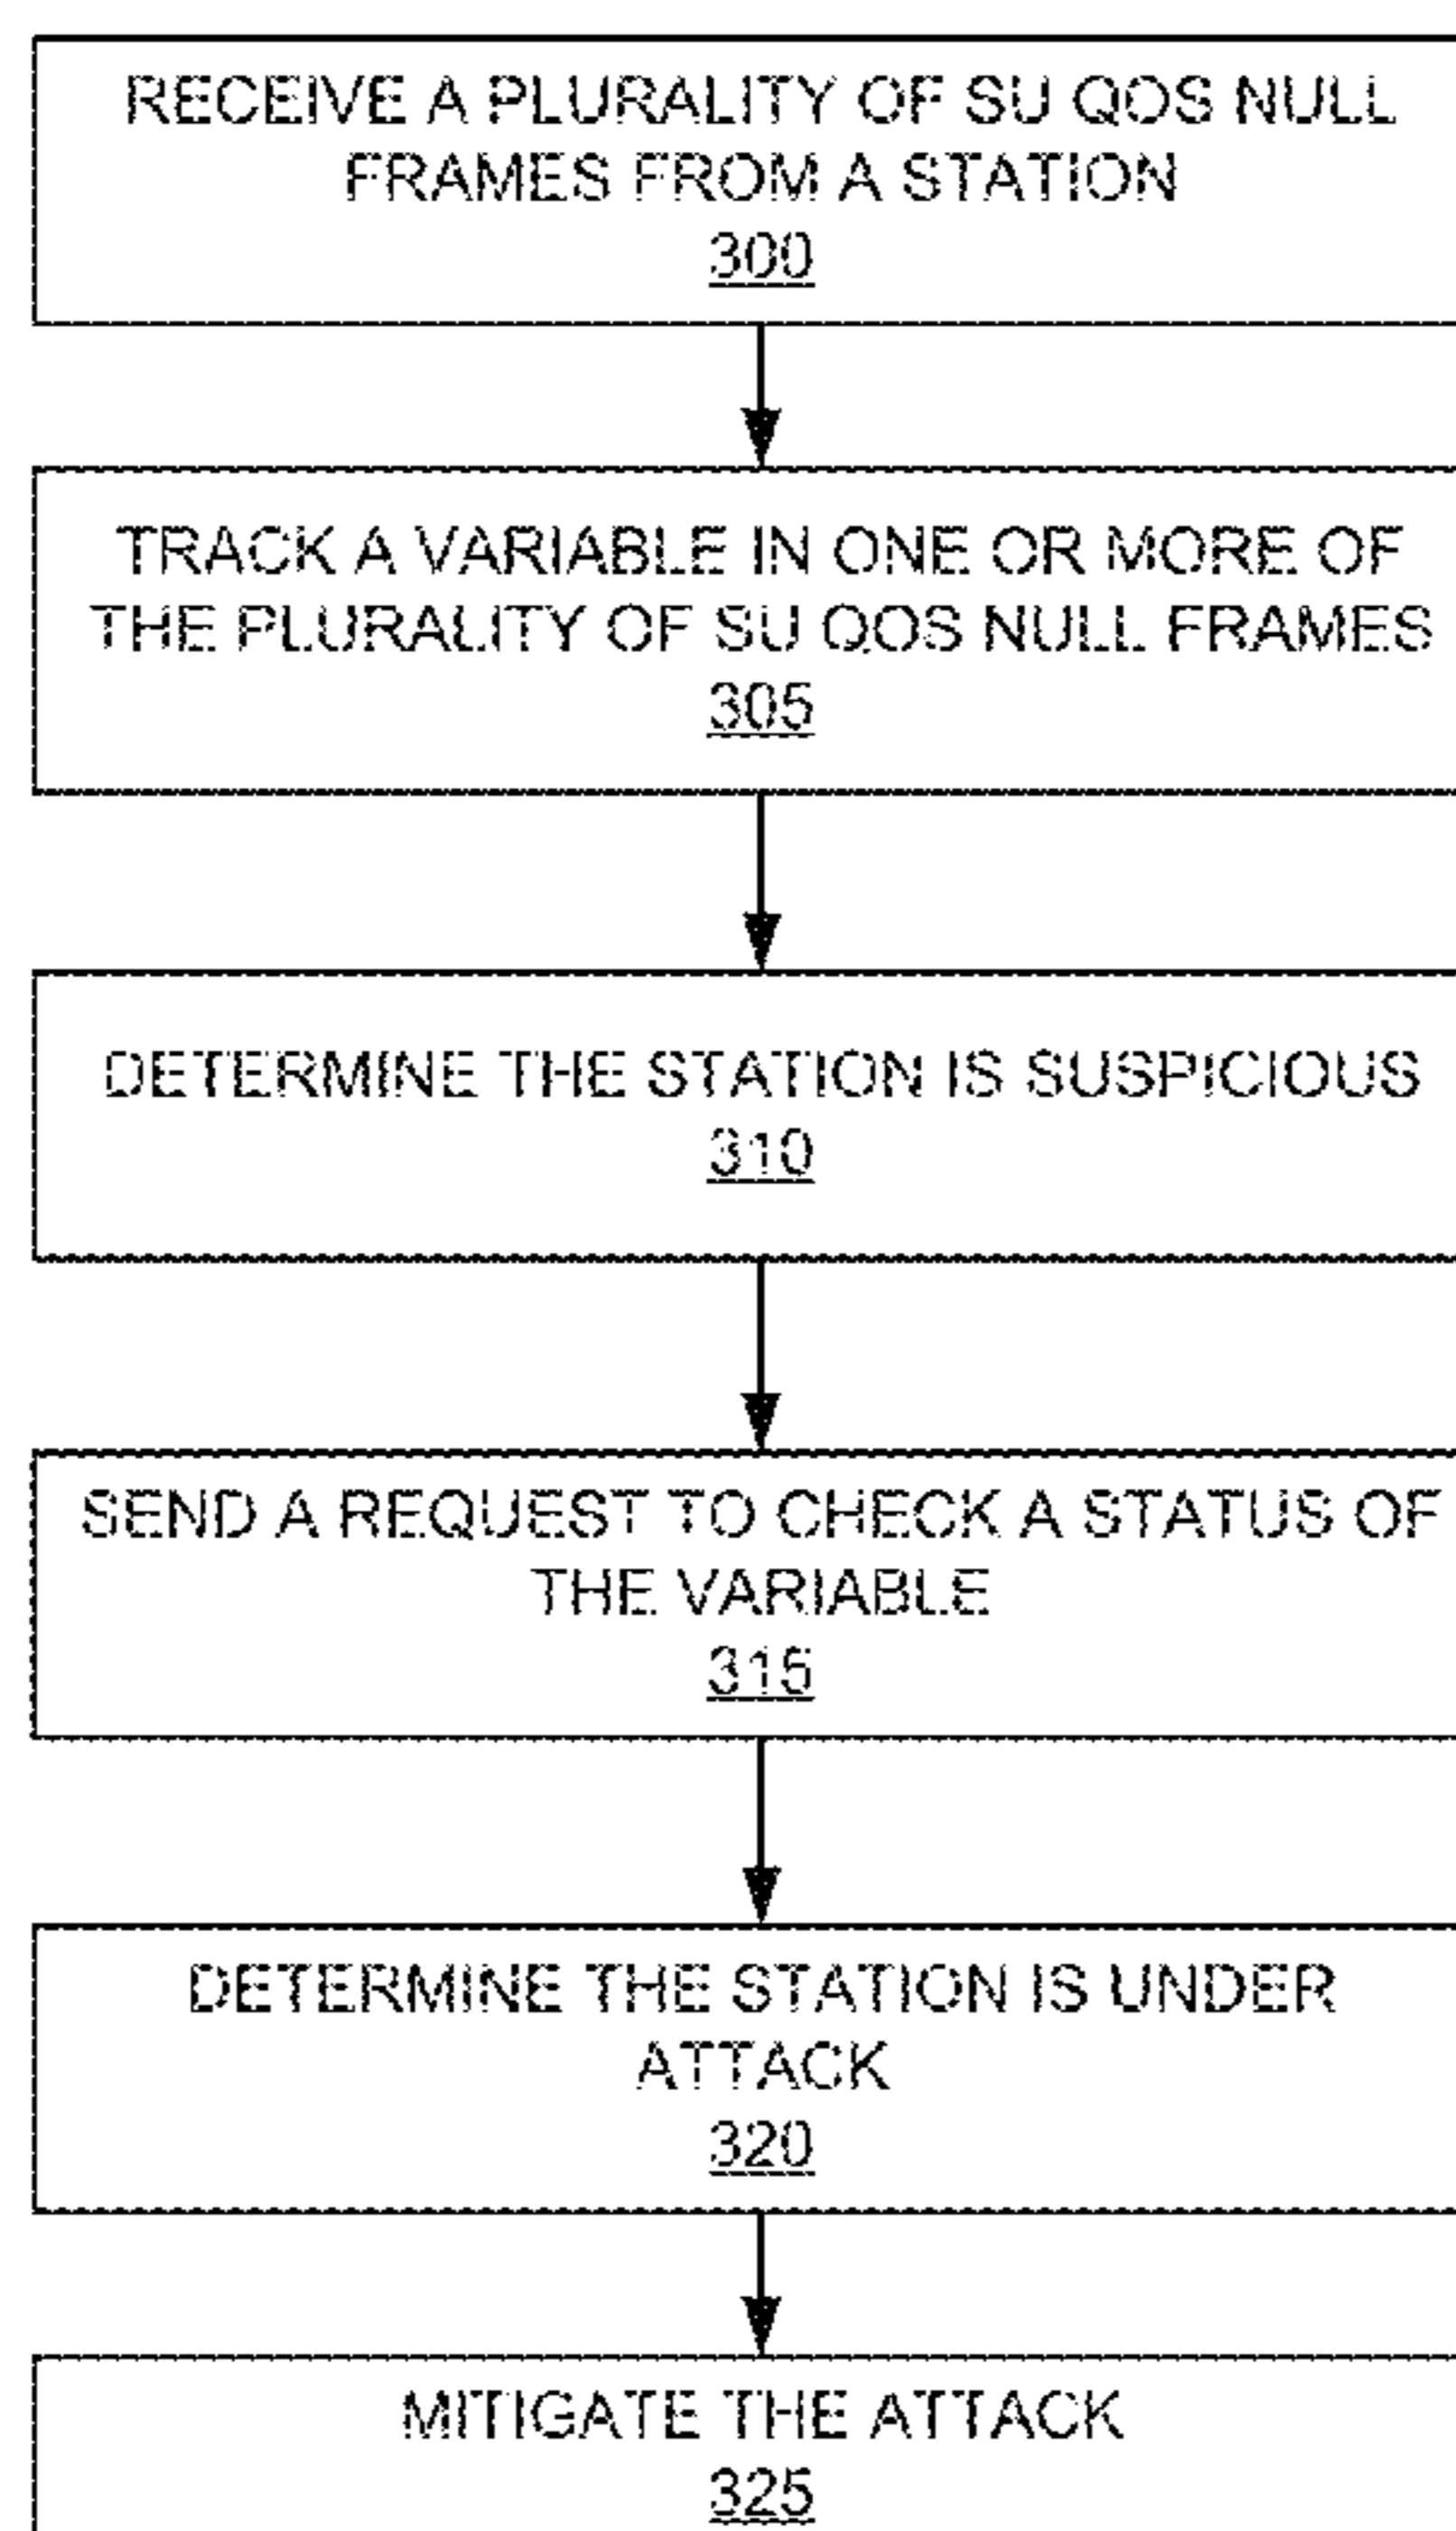 RECEIVE A PLURALITY OF SU QOS NULL
FRAMES FROM A STATION
300
TRACK A VARIABLE IN ONE OR MORE OF
THE PLURALITY OF SU QOS NULL FRAMES
305
DETERMINE THE STATION IS SUSPICIOUS
310
SEND A REQUEST TO CHECK A STATUS OF
THE VARIABLE
315
DETERMINE THE STATION IS UNDER
ATTACK
320
MITIGATE THE ATTACK
325